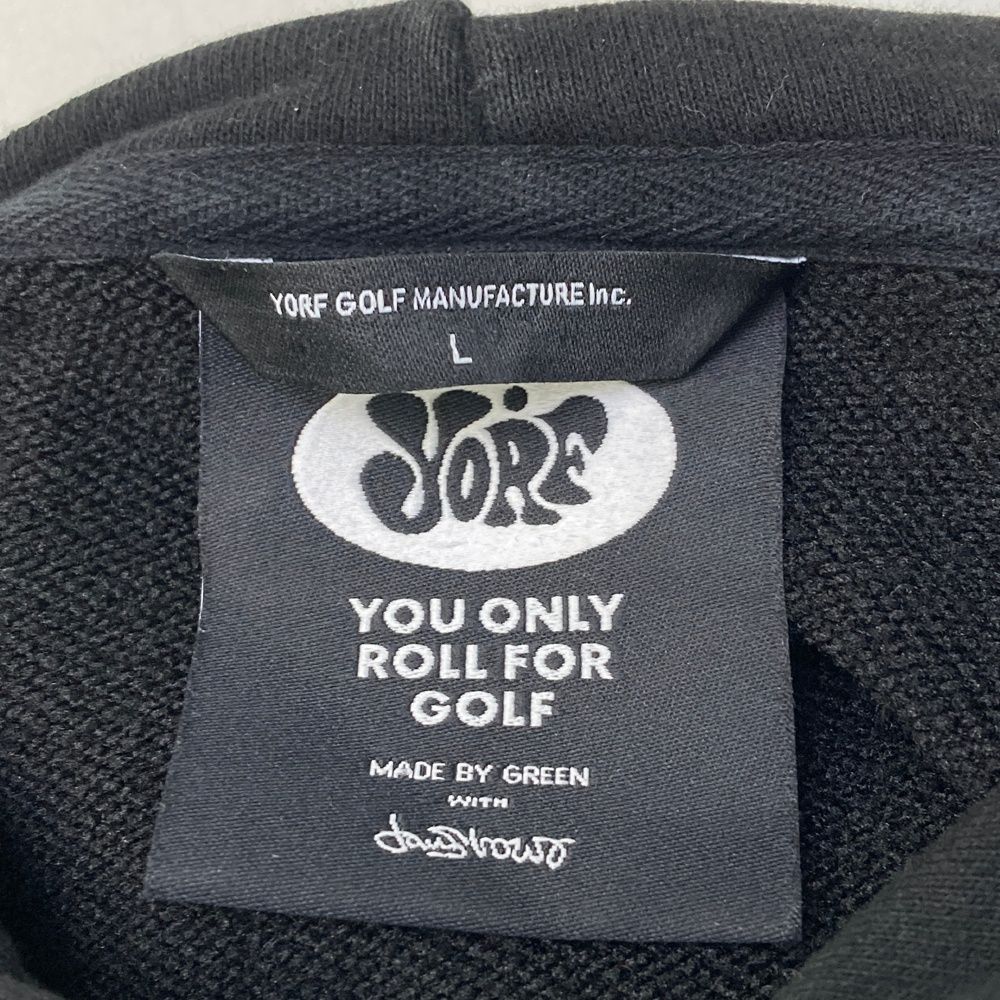 YORF GOLF MANUFACTURE Inc.
L
YORF
YOU ONLY
ROLL FOR
GOLF
MADE BY GREEN
WITH